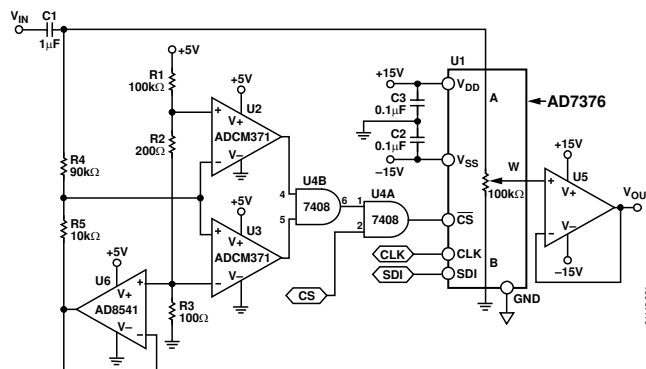 VIN
C1
1μF
+5V
R1
100kΩ
+5V
U2
V+
ADCM371
V–
R2
200Ω
R4
90kΩ
R5
10kΩ
+5V
U6
V+
AD8541
V–
U3
V+
ADCM371
V–
R3
100Ω
4
5
U4B
7408
6
1
2
U4A
7408
CS
+15V
C3
0.1μF
C2
0.1μF
–15V
U1
VDD
A
AD7376
VSS
W
100kΩ
CS
CLK
CLK
SDI
SDI
B
GND
+15V
U5
V+
V–
–15V
VOUT